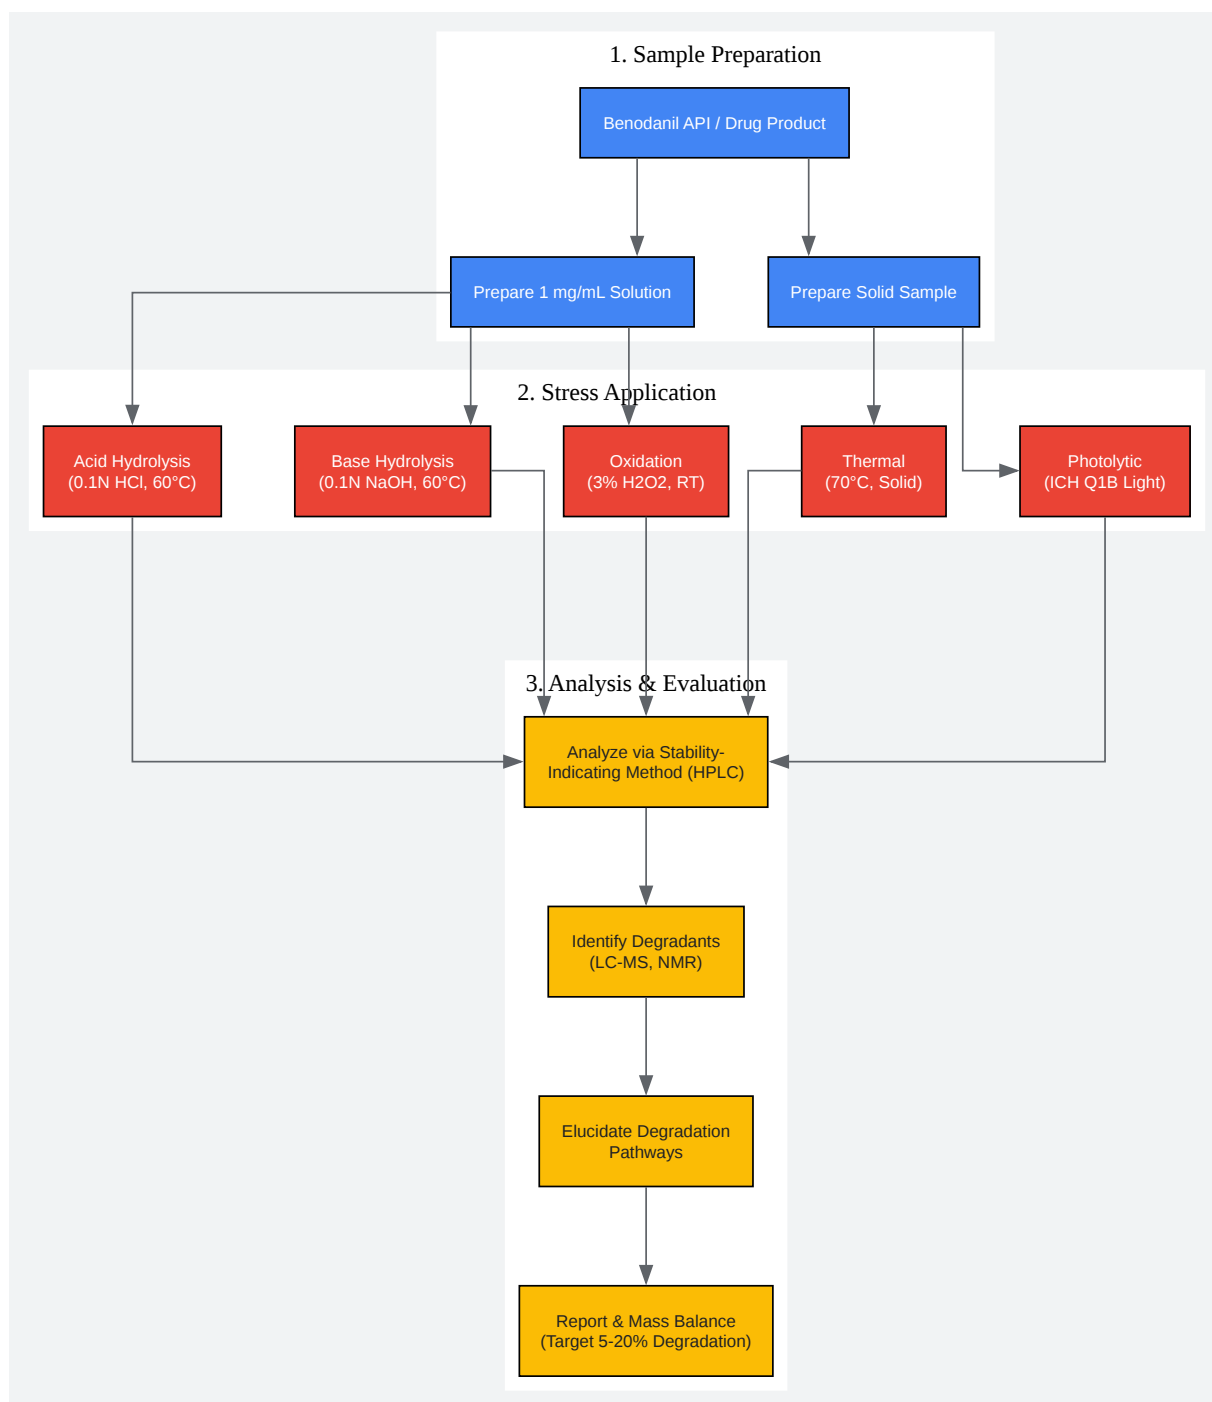 1. Sample Preparation
Benodanil API / Drug Product
Prepare 1 mg/mL Solution
Prepare Solid Sample
2. Stress Application
Acid Hydrolysis
(0.1N HCl, 60°C)
Base Hydrolysis
(0.1N NaOH, 60°C)
Oxidation
(3% H2O2, RT)
Thermal
(70°C, Solid)
Photolytic
(ICH Q1B Light)
3. Analysis & Evaluation
Analyze via Stability-
Indicating Method (HPLC)
Identify Degradants
(LC-MS, NMR)
Elucidate Degradation
Pathways
Report & Mass Balance
(Target 5-20% Degradation)